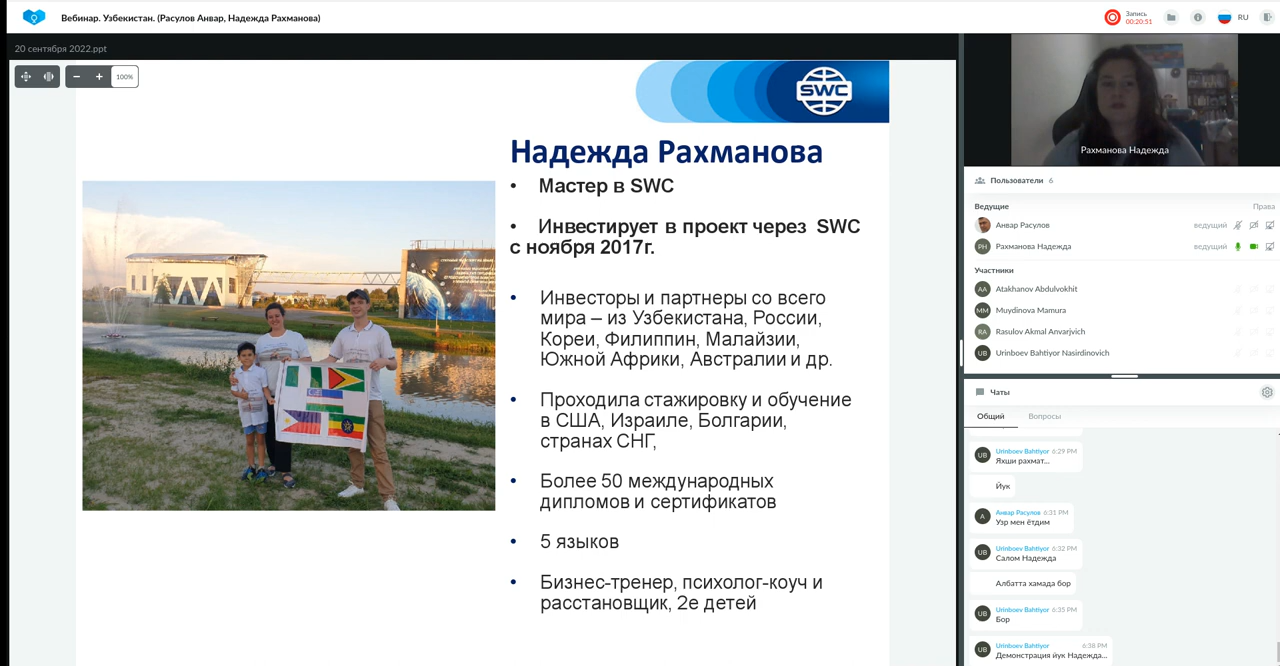 Вебинар. Узбекистан. (Расулов Анвар, Надежда Рахманова)
Запись
00:20:51
RU
20 сентября 2022.ppt
100%
SWC
Надежда Рахманова
• Мастер в SWC
• Инвестирует в проект через SWC
с ноября 2017г.
• Инвесторы и партнеры со всего
мира – из Узбекистана, России,
Кореи, Филиппин, Малайзии,
Южной Африки, Австралии и др.
• Проходила стажировку и обучение
в США, Израиле, Болгарии,
странах СНГ,
• Более 50 международных
дипломов и сертификатов
• 5 языков
• Бизнес-тренер, психолог-коуч и
расстановщик, 2е детей
Рахманова Надежда
Пользователи 6
Ведущие Права
Анвар Расулов ведущий
РН Рахманова Надежда ведущий
Участники
AA Atakhanov Abdulvokhit
MM Muydinova Mamura
RA Rasulov Akmal Anvarjvich
UB Urinboev Bahtiyor Nasirdinovich
Чаты
Общий Вопросы
UB Urinboev Bahtiyor 6:29 PM
Яхши рахмат...
Йук
А Анвар Расулов 6:31 PM
Узр мен ётдим
UB Urinboev Bahtiyor 6:32 PM
Салом Надежда
Албатта хамада бор
UB Urinboev Bahtiyor 6:35 PM
Бор
UB Urinboev Bahtiyor 6:38 PM
Демонстрация йук Надежда...